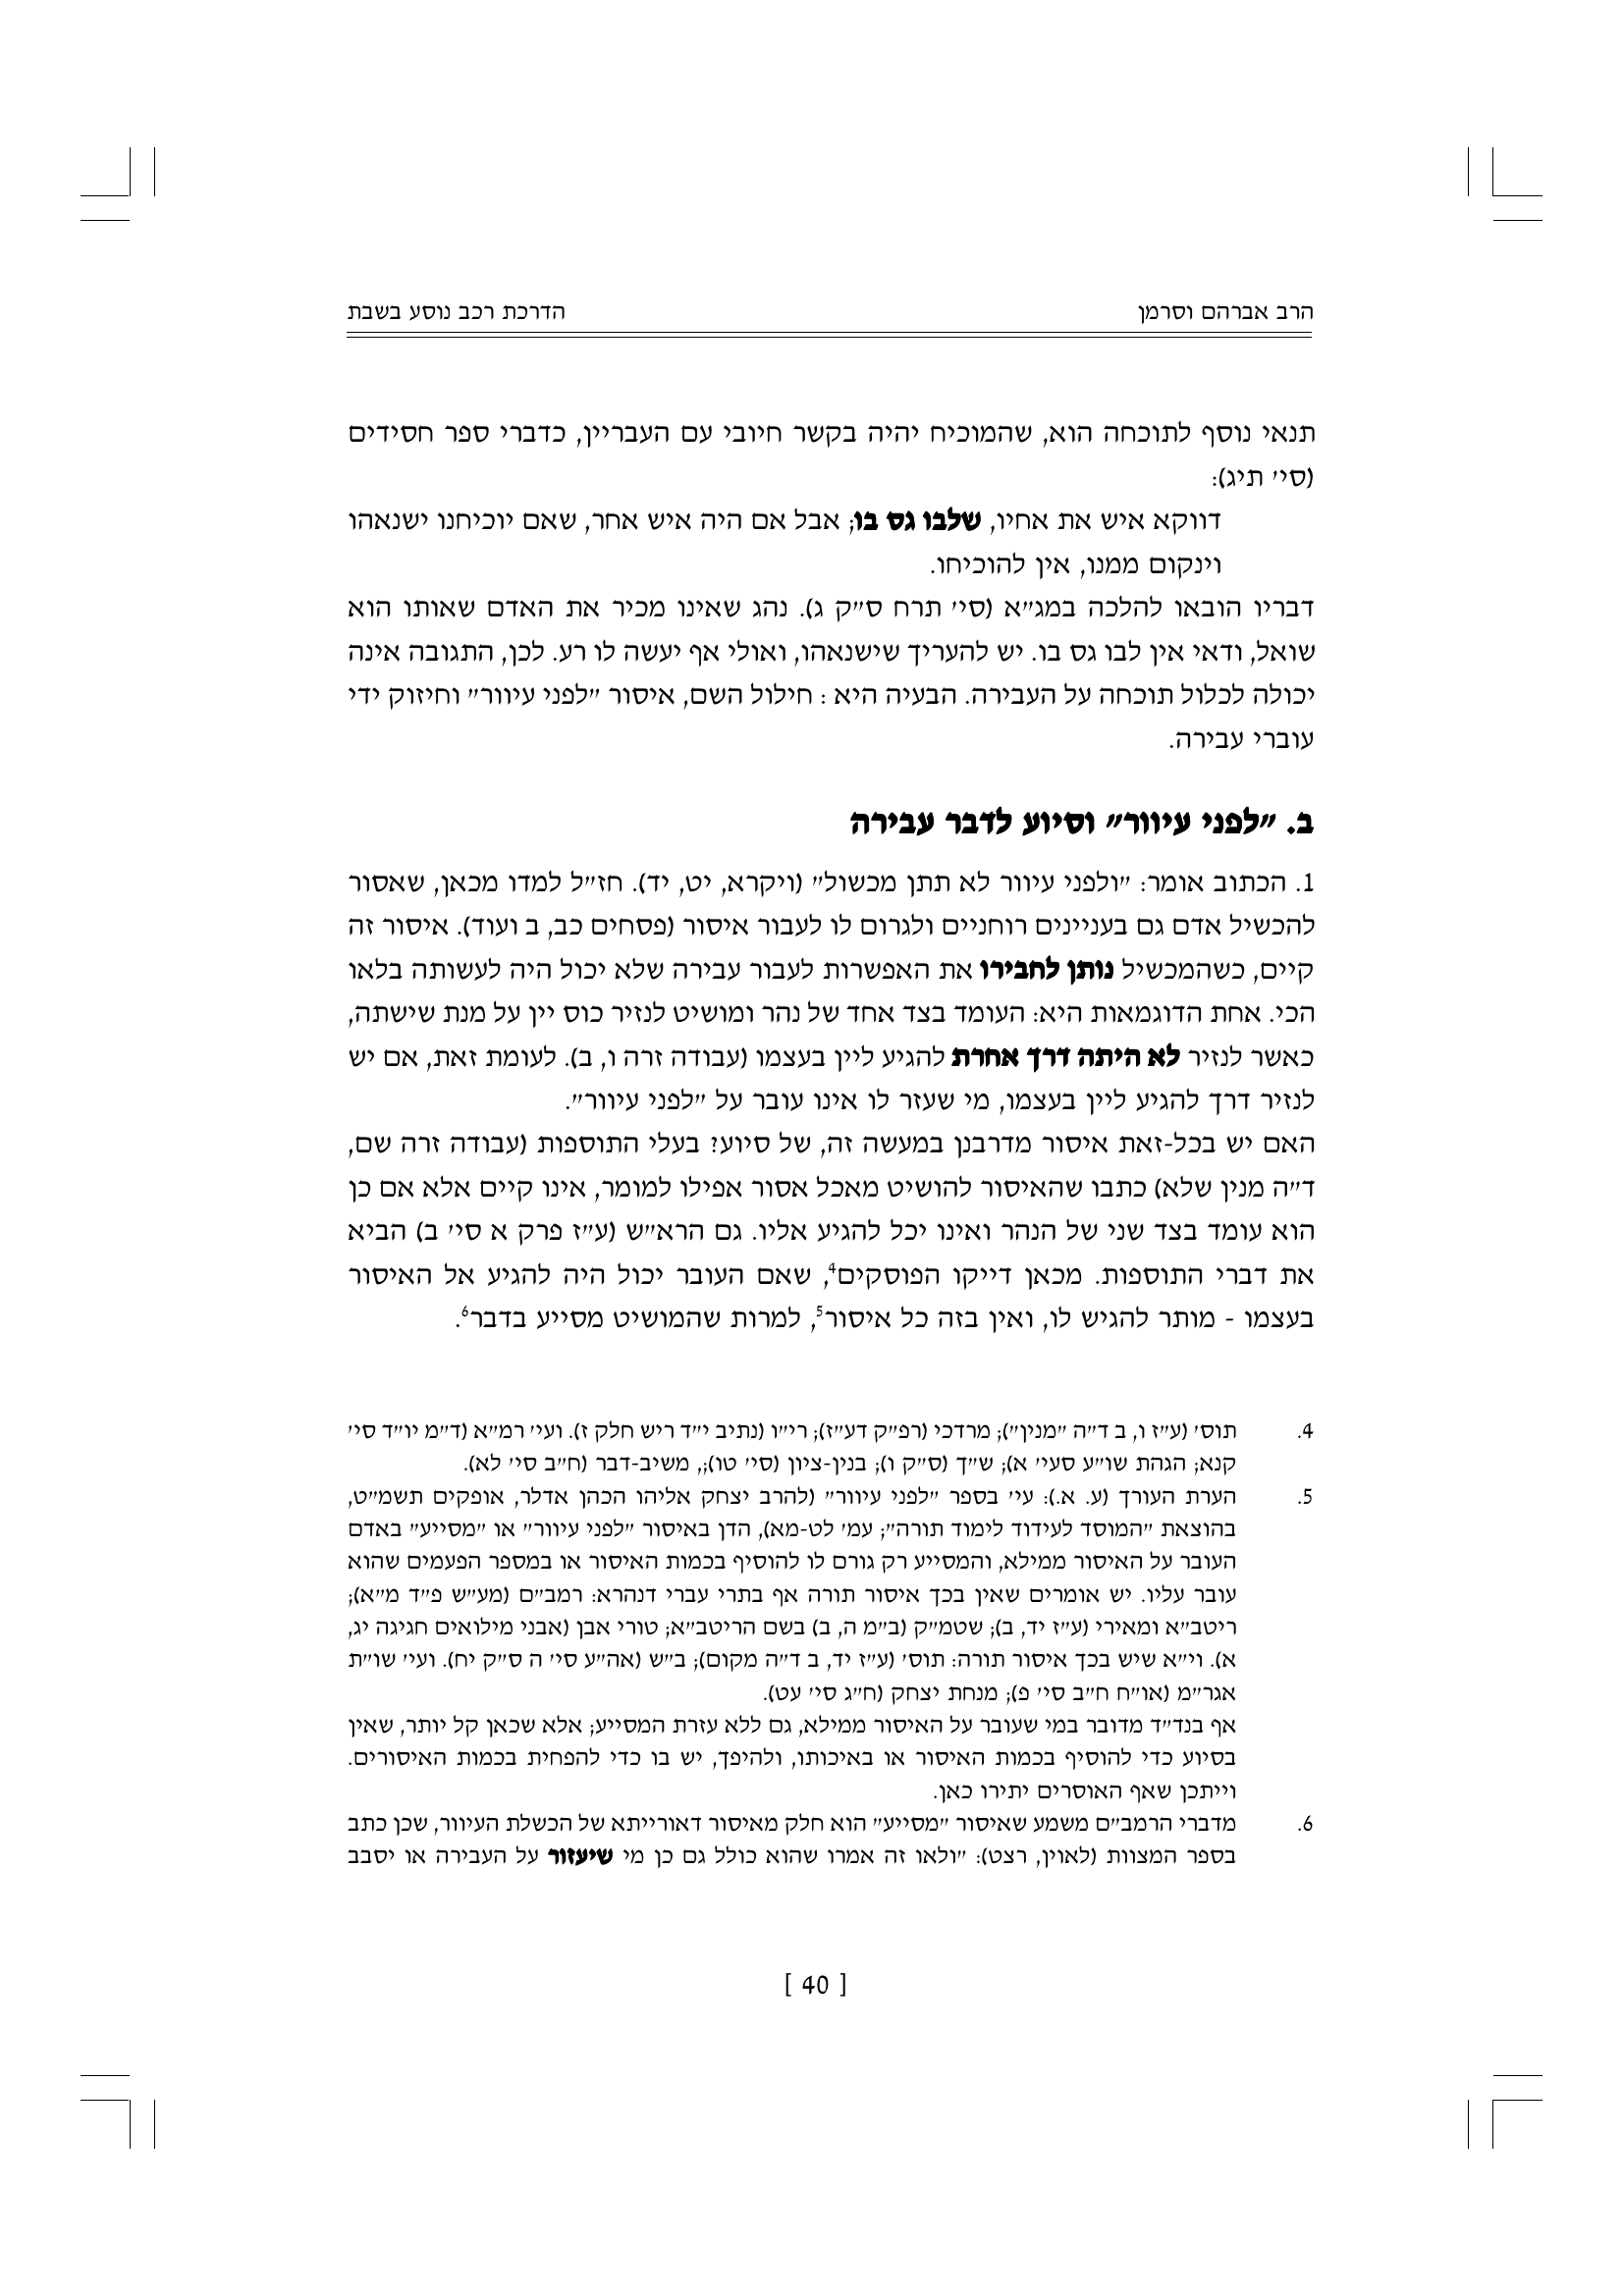 הרב אברהם וסרמן הדרכת רכב נוסע בשבת
תנאי נוסף לתוכחה הוא, שהמוכיח יהיה בקשר חיובי עם העבריין, כדברי ספר חסידים
(סי׳ תיג):
דווקא איש את אחיו, שלבו גס בו; אבל אם היה איש אחר, שאם יוכיחנו ישנאהו
וינקום ממנו, אין להוכיחו.
דבריו הובאו להלכה במג״א (סי׳ תרח ס״ק ג). נהג שאינו מכיר את האדם שאותו הוא
שואל, ודאי אין לבו גס בו. יש להעריך שישנאהו, ואולי אף יעשה לו רע. לכן, התגובה אינה
יכולה לכלול תוכחה על העבירה. הבעיה היא : חילול השם, איסור ״לפני עיוור״ וחיזוק ידי
עוברי עבירה.
ב. ״לפני עיוור״ וסיוע לדבר עבירה
1. הכתוב אומר: ״ולפני עיוור לא תתן מכשול״ (ויקרא, יט, יד). חז״ל למדו מכאן, שאסור
להכשיל אדם גם בעניינים רוחניים ולגרום לו לעבור איסור (פסחים כב, ב ועוד). איסור זה
קיים, כשהמכשיל נותן לחבירו את האפשרות לעבור עבירה שלא יכול היה לעשותה בלאו
הכי. אחת הדוגמאות היא: העומד בצד אחד של נהר ומושיט לנזיר כוס יין על מנת שישתה,
כאשר לנזיר לא היתה דרך אחרת להגיע ליין בעצמו (עבודה זרה ו, ב). לעומת זאת, אם יש
לנזיר דרך להגיע ליין בעצמו, מי שעזר לו אינו עובר על ״לפני עיוור״.
האם יש בכל-זאת איסור מדרבנן במעשה זה, של סיוע? בעלי התוספות (עבודה זרה שם,
ד״ה מנין שלא) כתבו שהאיסור להושיט מאכל אסור אפילו למומר, אינו קיים אלא אם כן
הוא עומד בצד שני של הנהר ואינו יכל להגיע אליו. גם הרא״ש (ע״ז פרק א סי׳ ב) הביא
את דברי התוספות. מכאן דייקו הפוסקים4, שאם העובר יכול היה להגיע אל האיסור
בעצמו - מותר להגיש לו, ואין בזה כל איסור5, למרות שהמושיט מסייע בדבר6.
4. תוס׳ (ע״ז ו, ב ד״ה ״מנין״); מרדכי (רפ״ק דע״ז); רי״ו (נתיב י״ד ריש חלק ז). ועי׳ רמ״א (ד״מ יו״ד סי׳
קנא; הגהת שו״ע סעי׳ א); ש״ך (ס״ק ו); בנין-ציון (סי׳ טו);, משיב-דבר (ח״ב סי׳ לא).
5. הערת העורך (ע. א.): עי׳ בספר ״לפני עיוור״ (להרב יצחק אליהו הכהן אדלר, אופקים תשמ״ט,
בהוצאת ״המוסד לעידוד לימוד תורה״; עמ׳ לט-מא), הדן באיסור ״לפני עיוור״ או ״מסייע״ באדם
העובר על האיסור ממילא, והמסייע רק גורם לו להוסיף בכמות האיסור או במספר הפעמים שהוא
עובר עליו. יש אומרים שאין בכך איסור תורה אף בתרי עברי דנהרא: רמב״ם (מע״ש פ״ד מ״א);
ריטב״א ומאירי (ע״ז יד, ב); שטמ״ק (ב״מ ה, ב) בשם הריטב״א; טורי אבן (אבני מילואים חגיגה יג,
א). וי״א שיש בכך איסור תורה: תוס׳ (ע״ז יד, ב ד״ה מקום); ב״ש (אה״ע סי׳ ה ס״ק יח). ועי׳ שו״ת
אגר״מ (או״ח ח״ב סי׳ פ); מנחת יצחק (ח״ג סי׳ עט).
אף בנד״ד מדובר במי שעובר על האיסור ממילא, גם ללא עזרת המסייע; אלא שכאן קל יותר, שאין
בסיוע כדי להוסיף בכמות האיסור או באיכותו, ולהיפך, יש בו כדי להפחית בכמות האיסורים.
וייתכן שאף האוסרים יתירו כאן.
6. מדברי הרמב״ם משמע שאיסור ״מסייע״ הוא חלק מאיסור דאורייתא של הכשלת העיוור, שכן כתב
בספר המצוות (לאוין, רצט): ״ולאו זה אמרו שהוא כולל גם כן מי שיעזור על העבירה או יסבב
[ 40 ]